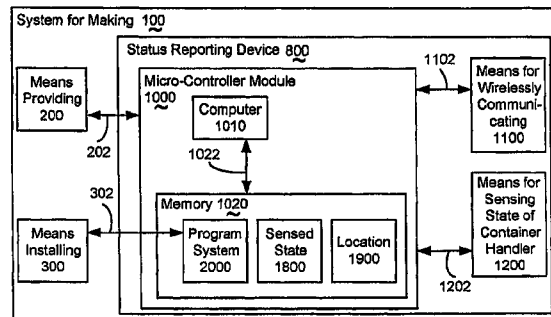 System for Making 100
Status Reporting Device 800
Means
Providing
200
202
Micro-Controller Module
1000
Computer
1010
1022
1102
Means for
Wirelessly
Communi-
cating
1100
Means
Installing
300
302
Memory 1020
Program
System
2000
Sensed
State
1800
Location
1900
Means for
Sensing
State of
Container
Handler
1200
1202